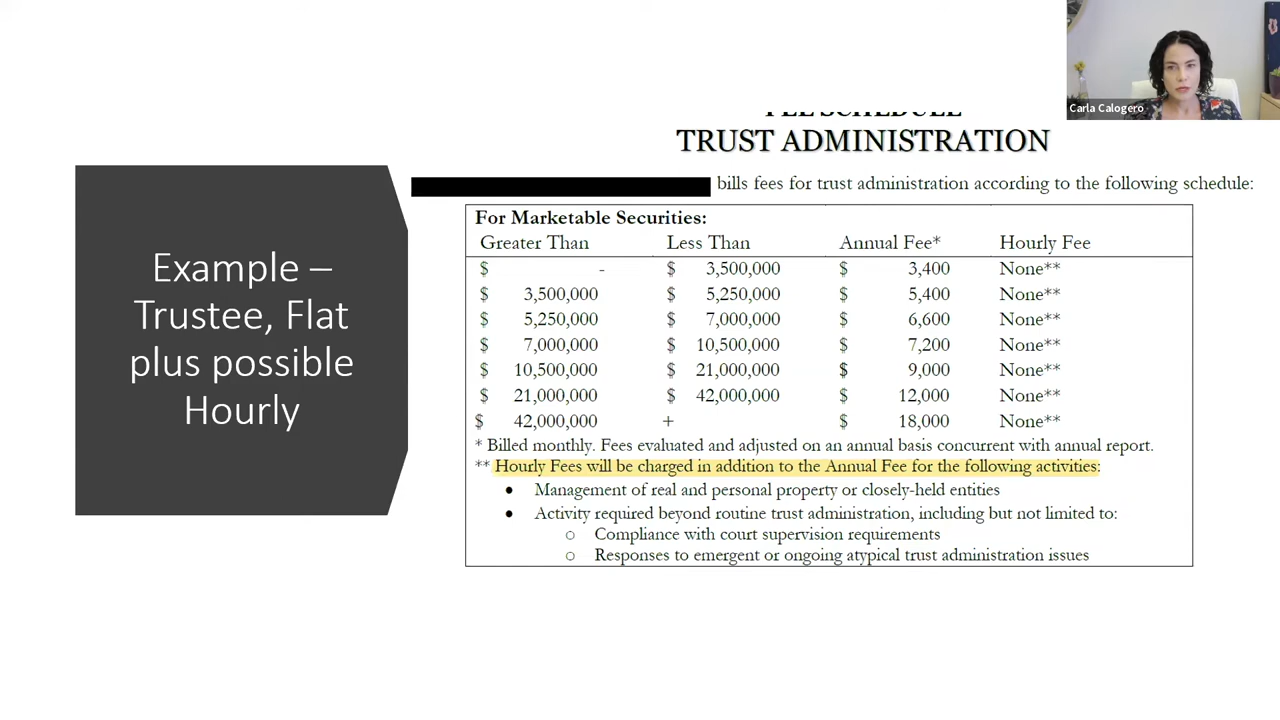 Carla Calogero
FEE SCHEDULE
TRUST ADMINISTRATION
bills fees for trust administration according to the following schedule:
Example –
Trustee, Flat
plus possible
Hourly
For Marketable Securities:
Greater Than Less Than Annual Fee* Hourly Fee
$ - $ 3,500,000 $ 3,400 None**
$ 3,500,000 $ 5,250,000 $ 5,400 None**
$ 5,250,000 $ 7,000,000 $ 6,600 None**
$ 7,000,000 $ 10,500,000 $ 7,200 None**
$ 10,500,000 $ 21,000,000 $ 9,000 None**
$ 21,000,000 $ 42,000,000 $ 12,000 None**
$ 42,000,000 + $ 18,000 None**
* Billed monthly. Fees evaluated and adjusted on an annual basis concurrent with annual report.
** Hourly Fees will be charged in addition to the Annual Fee for the following activities:
• Management of real and personal property or closely-held entities
• Activity required beyond routine trust administration, including but not limited to:
○ Compliance with court supervision requirements
○ Responses to emergent or ongoing atypical trust administration issues